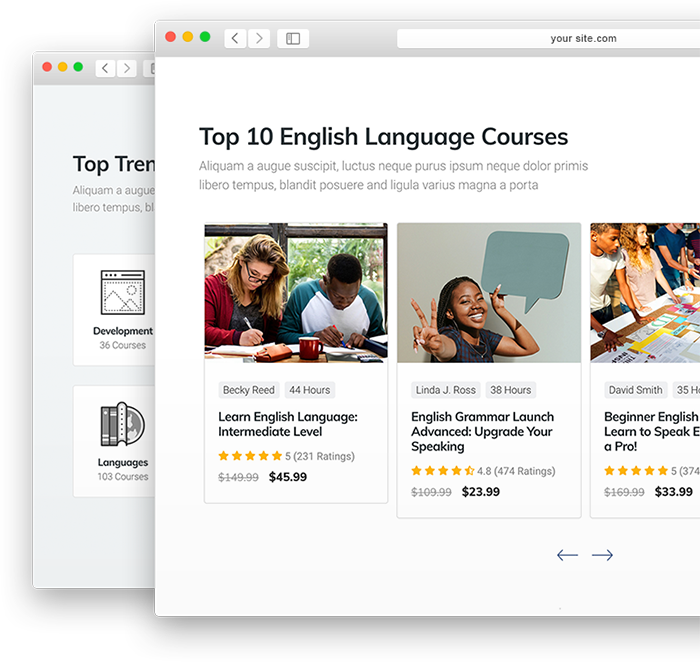 your site.com
Top 10 English Language Courses
Aliquam a augue suscipit, luctus neque purus ipsum neque dolor primis
libero tempus, blandit posuere and ligula varius magna a porta
Becky Reed 44 Hours
Learn English Language:
Intermediate Level
5 (231 Ratings)
$149.99 $45.99
Linda J. Ross 38 Hours
English Grammar Launch
Advanced: Upgrade Your
Speaking
4.8 (474 Ratings)
$109.99 $23.99
David Smith 35 H
Beginner English
Learn to Speak E
a Pro!
5 (374
$169.99 $33.99
Top Tren
Aliquam a augue
libero tempus, bl
Development
36 Courses
Languages
103 Courses